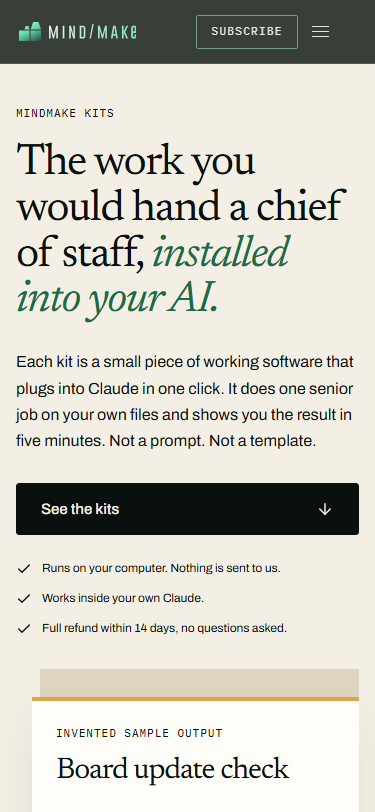 MIND/MAKE
SUBSCRIBE
MINDMAKE KITS
The work you
would hand a chief
of staff, installed
into your AI.
Each kit is a small piece of working software that
plugs into Claude in one click. It does one senior
job on your own files and shows you the result in
five minutes. Not a prompt. Not a template.
See the kits
Runs on your computer. Nothing is sent to us.
Works inside your own Claude.
Full refund within 14 days, no questions asked.
INVENTED SAMPLE OUTPUT
Board update check